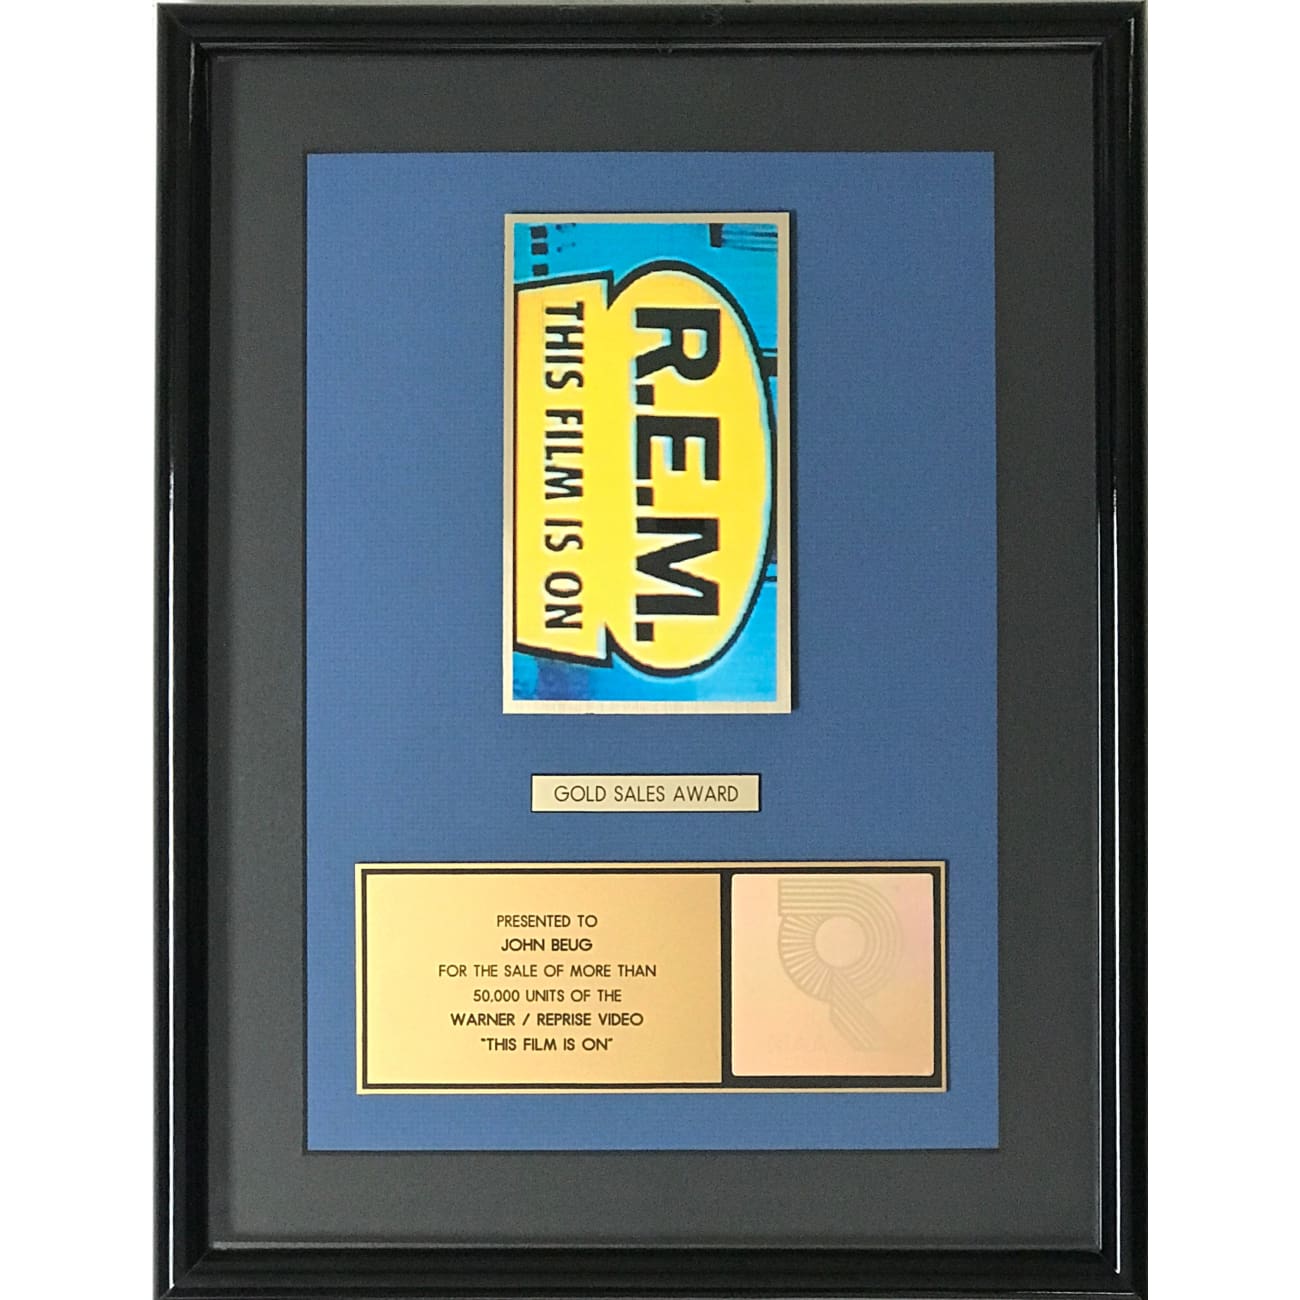 R.E.M.
THIS FILM IS ON
GOLD SALES AWARD
PRESENTED TO
JOHN BEUG
FOR THE SALE OF MORE THAN
50,000 UNITS OF THE
WARNER / REPRISE VIDEO
"THIS FILM IS ON"